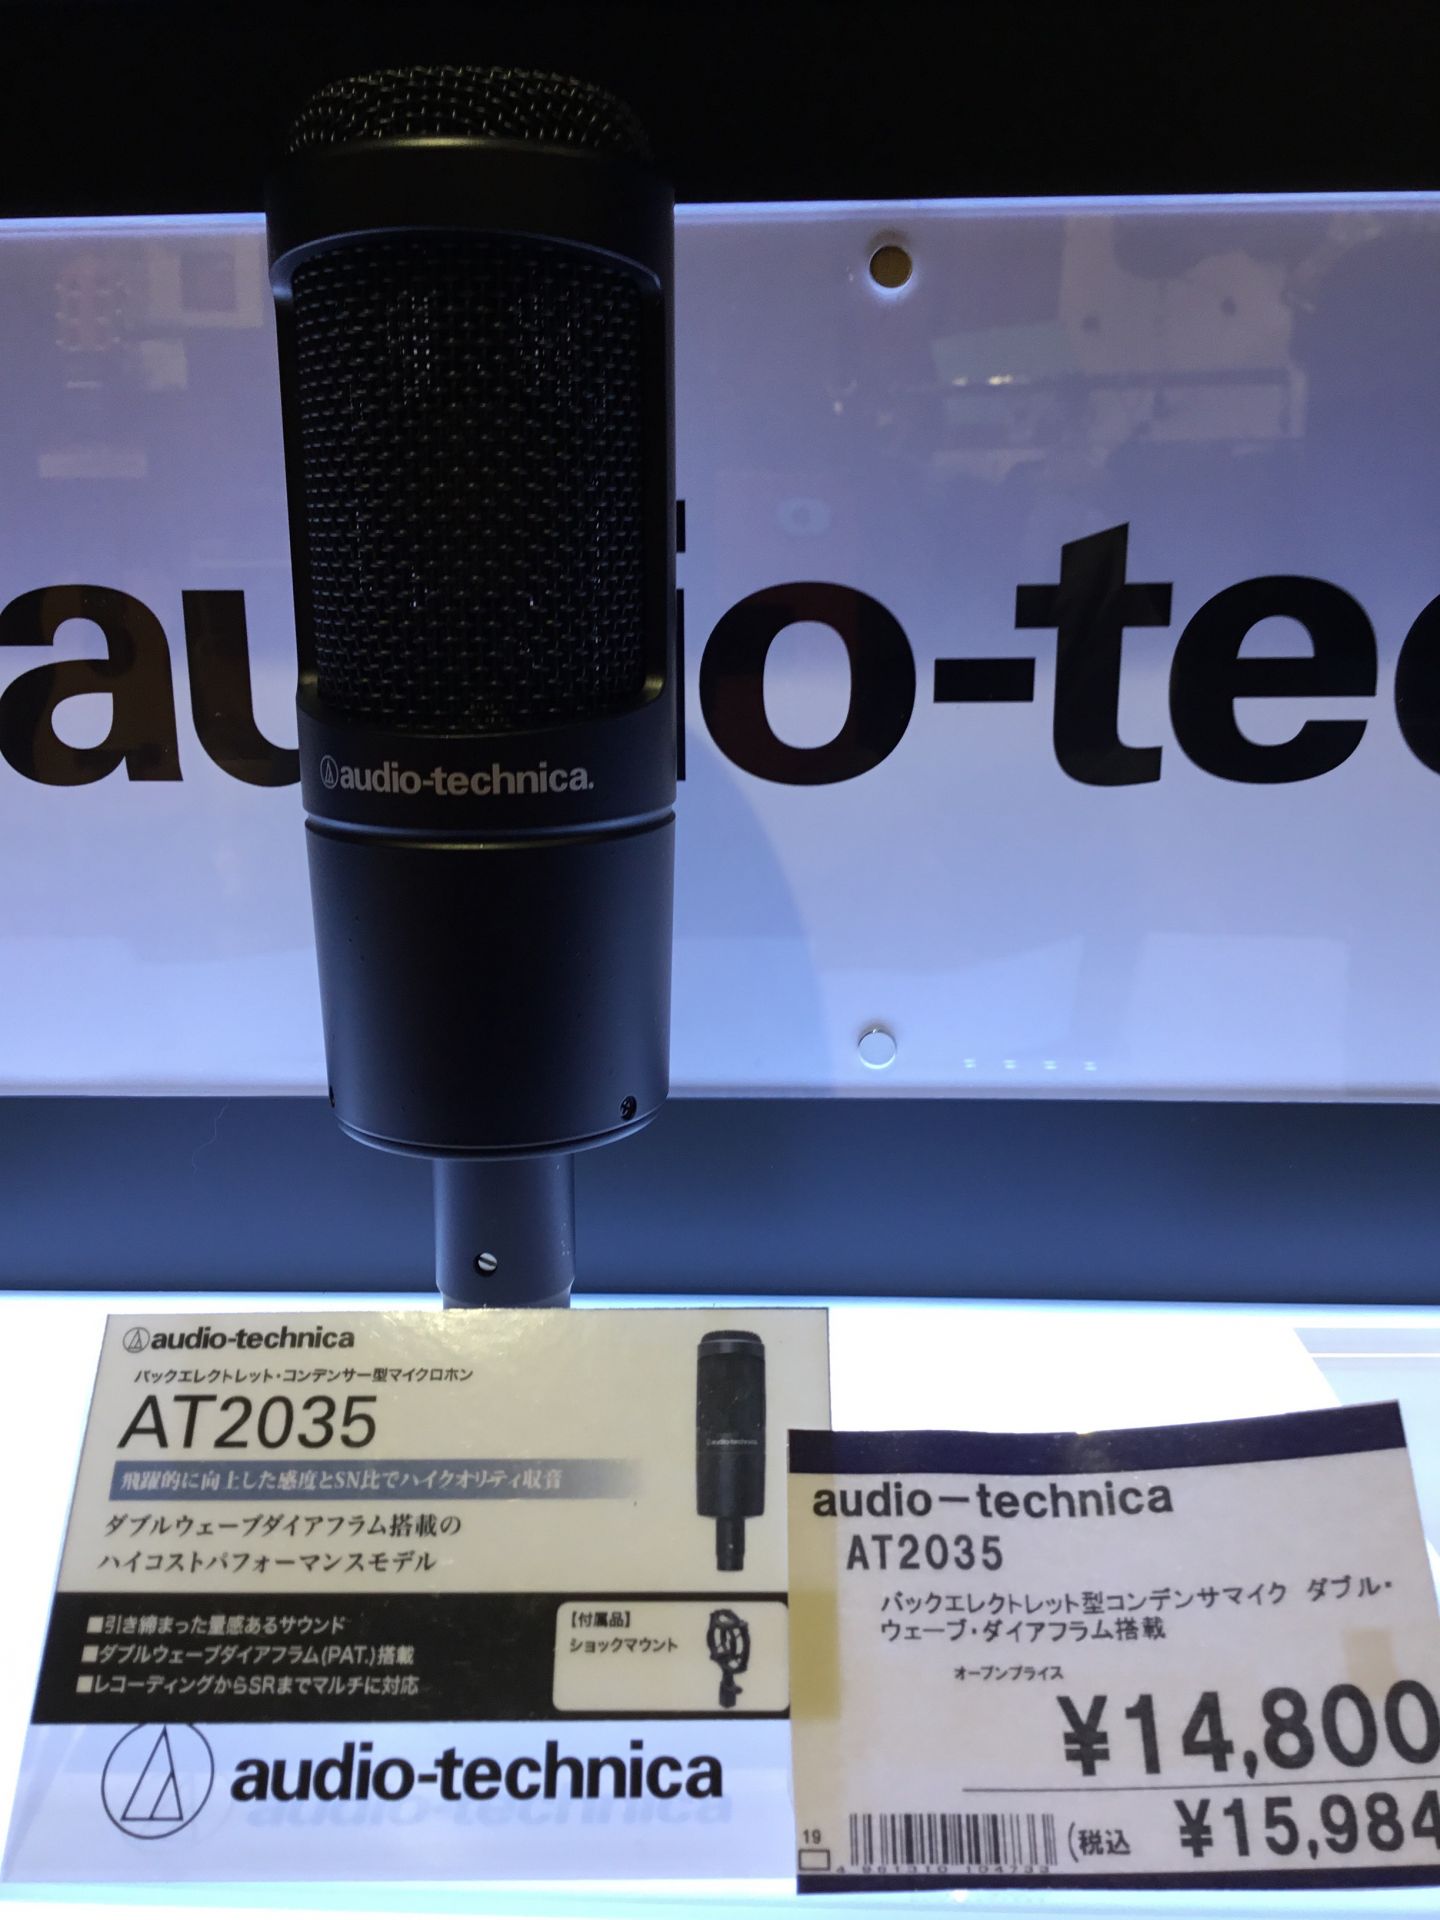 audio-tec
audio-technica.
audio-technica
バックエレクトレット・コンデンサー型マイクロホン
AT2035
飛躍的に向上した感度とSN比でハイクオリティ収音
ダブルウェーブダイアフラム搭載の
ハイコストパフォーマンスモデル
■引き締まった量感あるサウンド
■ダブルウェーブダイアフラム(PAT.)搭載
■レコーディングからSRまでマルチに対応
【付属品】
ショックマウント
audio-technica
audio-technica
AT2035
バックエレクトレット型コンデンサマイク ダブル・
ウェーブ・ダイアフラム搭載
オープンプライス
¥14,800
(税込 ¥15,984
19
4 961310 104733